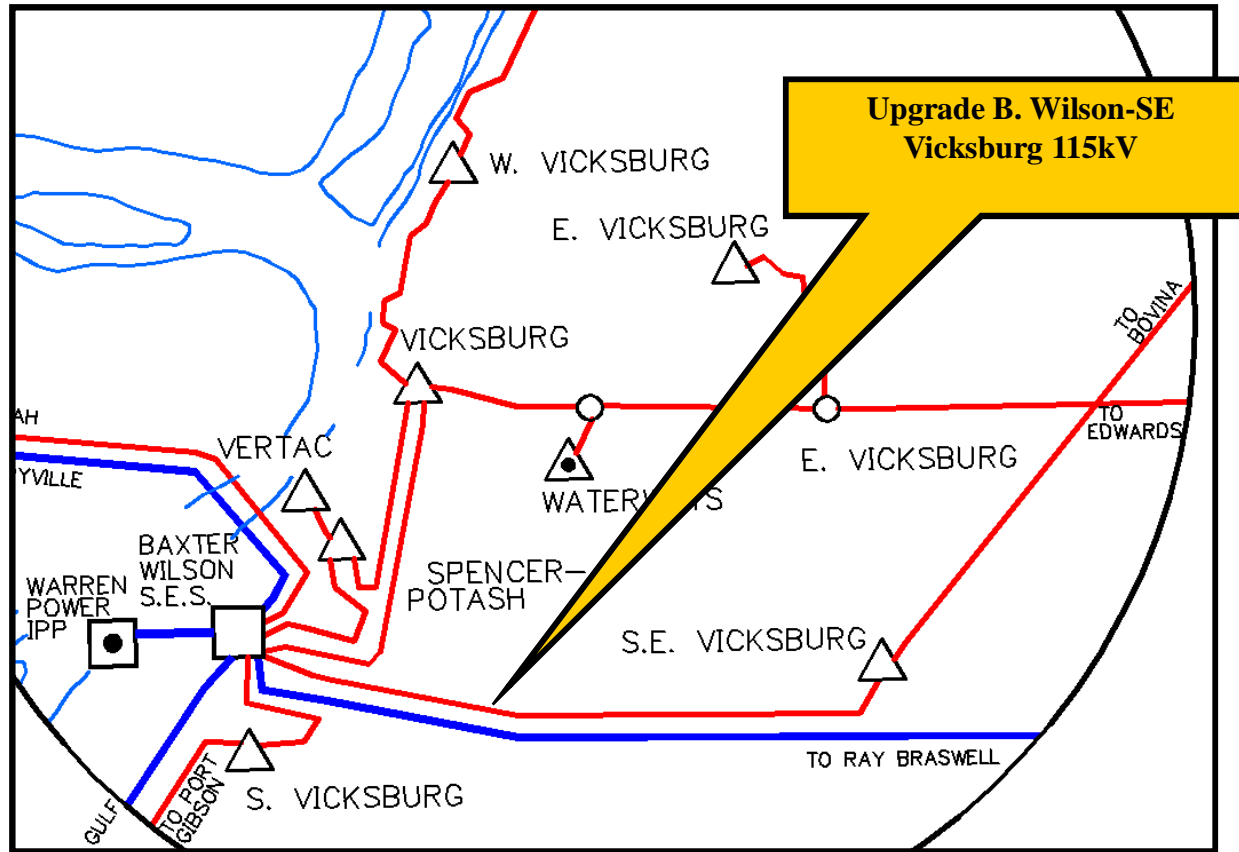 Upgrade B. Wilson-SE
Vicksburg 115kV
W. VICKSBURG
E. VICKSBURG
TO
BOVINA
VICKSBURG
AH
YVILLE
VERTAC
TO
EDWARDS
E. VICKSBURG
WATERWAYS
BAXTER
WILSON
S.E.S.
WARREN
POWER
IPP
SPENCER—
POTASH
S.E. VICKSBURG
TO RAY BRASWELL
S. VICKSBURG
GULF
TO PORT
GIBSON